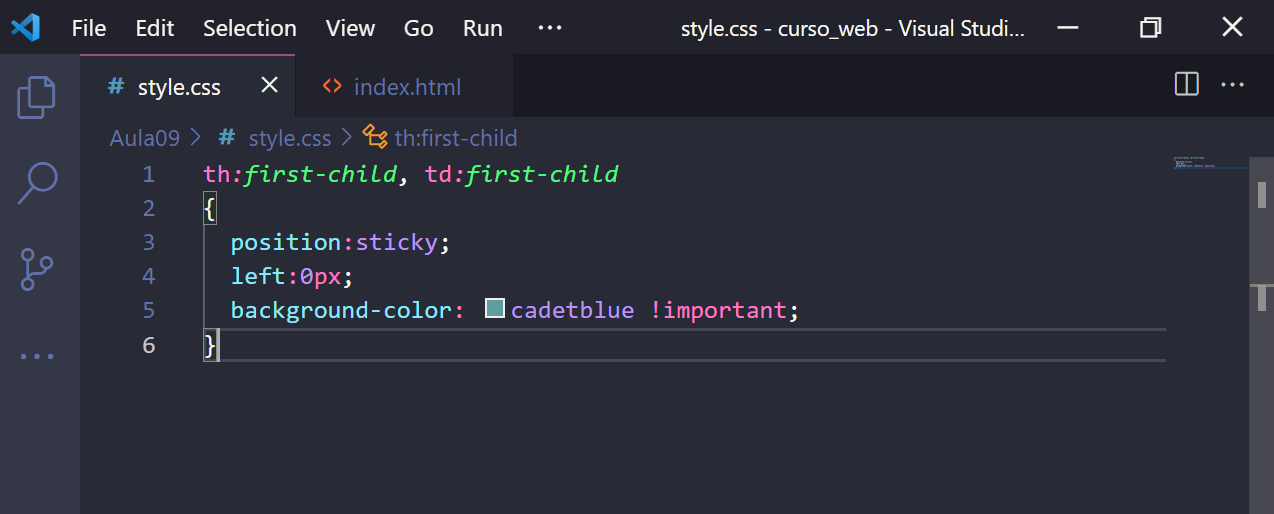 File Edit Selection View Go Run ··· style.css - curso_web - Visual Studi...
# style.css <> index.html ···
Aula09 > # style.css > th:first-child
1 th:first-child, td:first-child
2 {
3 position:sticky;
4 left:0px;
5 background-color: cadetblue !important;
6 }